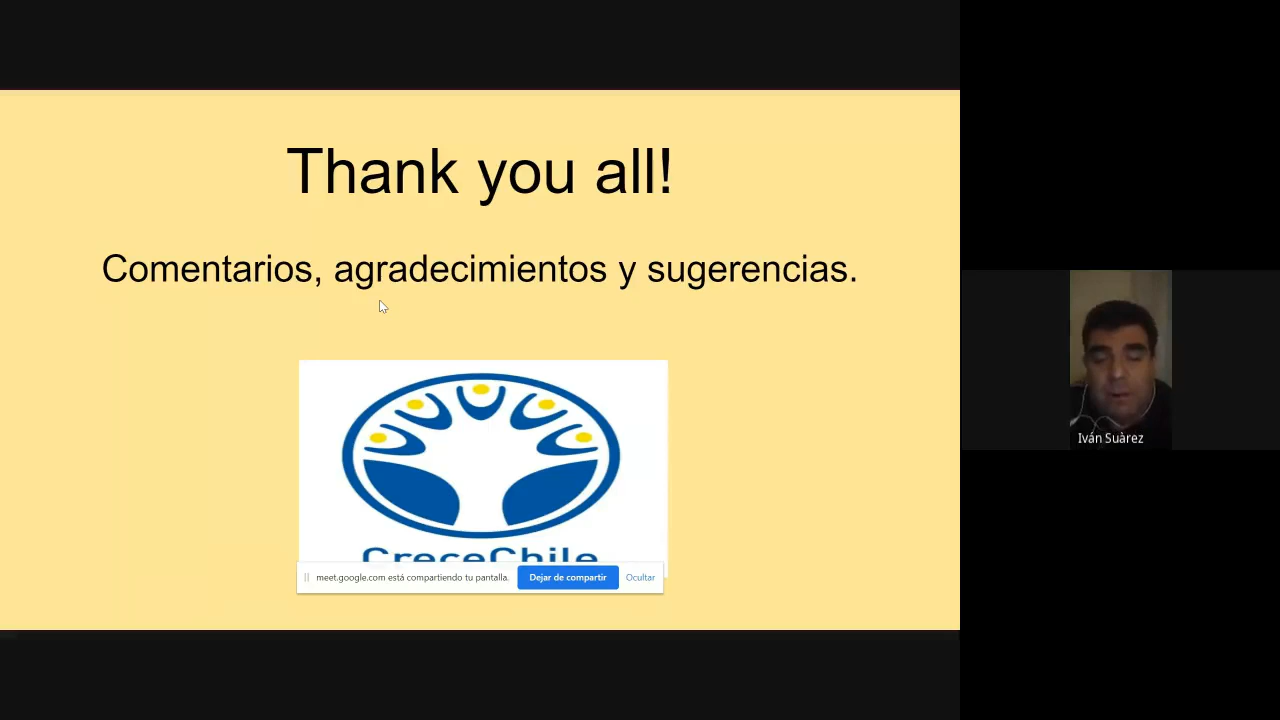 Thank you all!
Comentarios, agradecimientos y sugerencias.
CreceChile
meet.google.com está compartiendo tu pantalla.
Dejar de compartir
Ocultar
Iván Suàrez